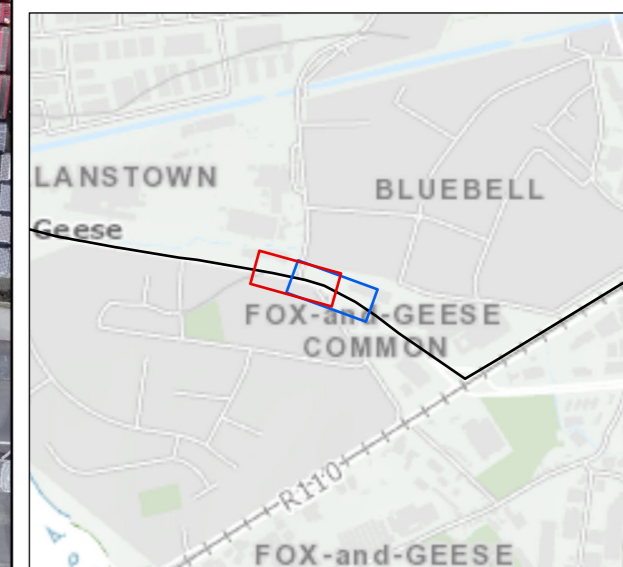 LANSTOWN
BLUEBELL
Geese
FOX-and-GEESE
COMMON
R110
FOX-and-GEESE